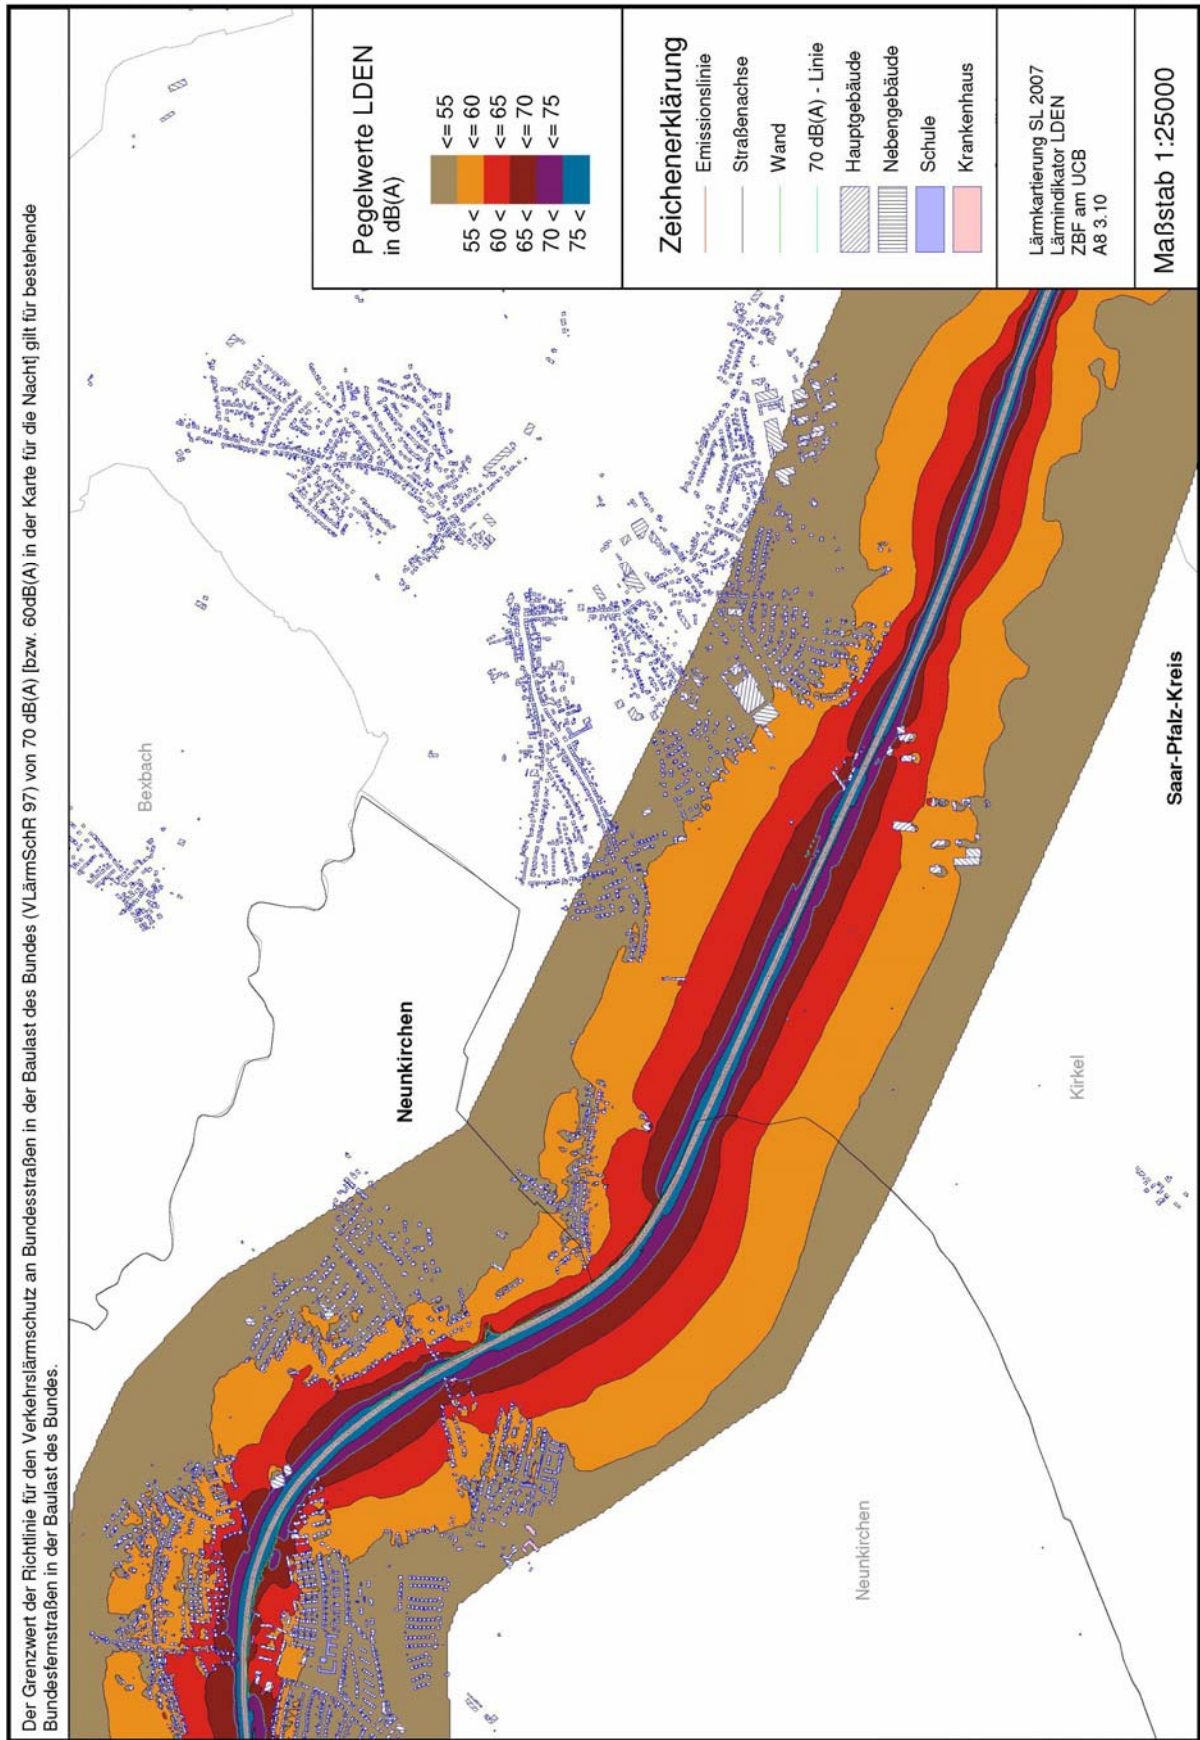 Der Grenzwert der Richtlinie für den Verkehrslärmschutz an Bundesstraßen in der Baulast des Bundes (VLärmSchR 97) von 70 dB(A) [bzw. 60dB(A) in der Karte für die Nacht] gilt für bestehende
Bundesfernstraßen in der Baulast des Bundes.
Bexbach
Neunkirchen
Neunkirchen
Kirkel
Saar-Pfalz-Kreis
Pegelwerte LDEN
in dB(A)
<= 55
55 < <= 60
60 < <= 65
65 < <= 70
70 < <= 75
75 <
Zeichenerklärung
Emissionslinie
Straßenachse
Wand
70 dB(A) - Linie
Hauptgebäude
Nebengebäude
Schule
Krankenhaus
Lärmkartierung SL 2007
Lärmindikator LDEN
ZBF am UCB
A8 3.10
Maßstab 1:25000